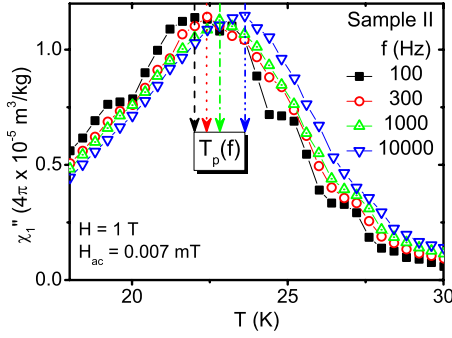 Sample II
f (Hz)
100
300
1000
10000
T_p(f)
H = 1 T
H_ac = 0.007 mT
χ₁'' (4π x 10⁻⁵ m³/kg)
1.0
0.5
0.0
20
25
30
T (K)